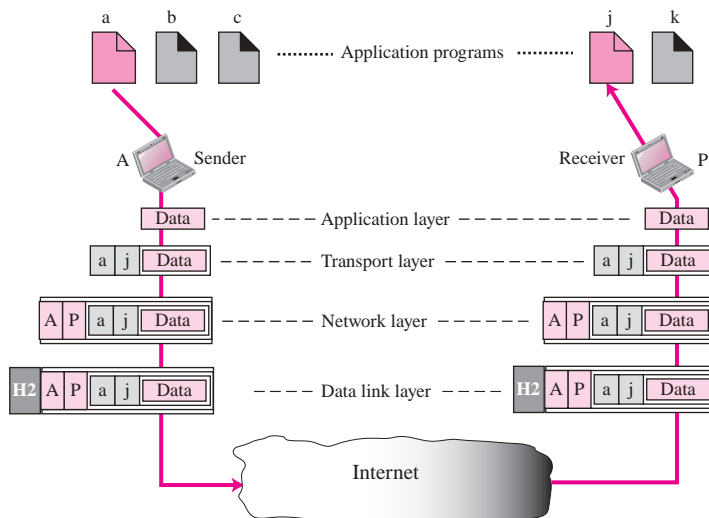 a b c j k
Application programs
A Sender Receiver P
Data Application layer Data
a j Data Transport layer a j Data
A P a j Data Network layer A P a j Data
H2 A P a j Data Data link layer H2 A P a j Data
Internet